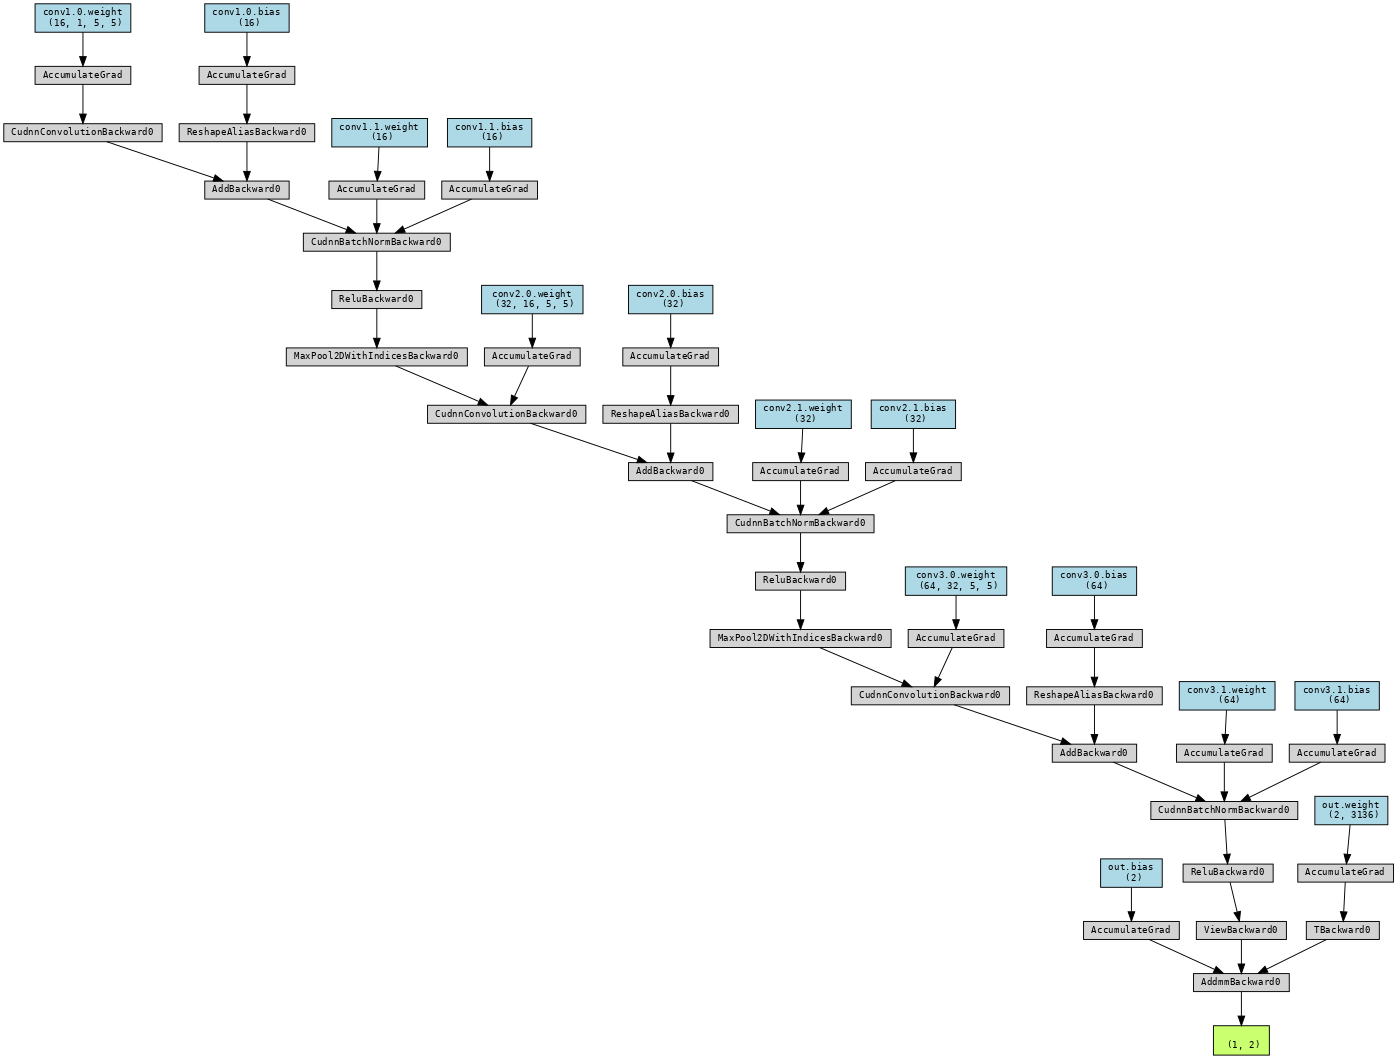 conv1.0.weight
(16, 1, 5, 5)
conv1.0.bias
(16)
AccumulateGrad
AccumulateGrad
CudnnConvolutionBackward0
ReshapeAliasBackward0
conv1.1.weight
(16)
conv1.1.bias
(16)
AddBackward0
AccumulateGrad
AccumulateGrad
CudnnBatchNormBackward0
ReluBackward0
conv2.0.weight
(32, 16, 5, 5)
conv2.0.bias
(32)
MaxPool2DWithIndicesBackward0
AccumulateGrad
AccumulateGrad
CudnnConvolutionBackward0
ReshapeAliasBackward0
conv2.1.weight
(32)
conv2.1.bias
(32)
AddBackward0
AccumulateGrad
AccumulateGrad
CudnnBatchNormBackward0
ReluBackward0
conv3.0.weight
(64, 32, 5, 5)
conv3.0.bias
(64)
MaxPool2DWithIndicesBackward0
AccumulateGrad
AccumulateGrad
CudnnConvolutionBackward0
ReshapeAliasBackward0
conv3.1.weight
(64)
conv3.1.bias
(64)
AddBackward0
AccumulateGrad
AccumulateGrad
CudnnBatchNormBackward0
out.weight
(2, 3136)
out.bias
(2)
ReluBackward0
AccumulateGrad
AccumulateGrad
ViewBackward0
TBackward0
AddmmBackward0
(1, 2)